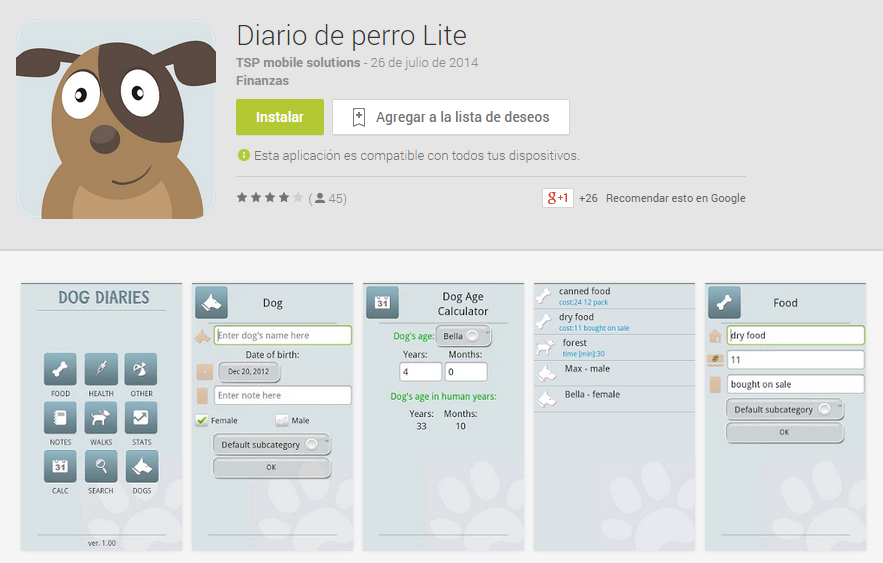 Diario de perro Lite
TSP mobile solutions - 26 de julio de 2014
Finanzas
Instalar
Agregar a la lista de deseos
Esta aplicación es compatible con todos tus dispositivos.
(45)
g+1 +26 Recomendar esto en Google
DOG DIARIES
FOOD HEALTH OTHER
NOTES WALKS STATS
31
CALC SEARCH DOGS
ver. 1.00
Dog
Enter dog's name here
Date of birth:
Dec 20, 2012
Enter note here
Female Male
Default subcategory
OK
31
Dog Age
Calculator
Dog's age: Bella
Years: Months:
4 0
Dog's age in human years:
Years: Months:
33 10
canned food
cost:24 12 pack
dry food
cost:11 bought on sale
forest
time [min]:30
Max - male
Bella - female
Food
dry food
11
bought on sale
Default subcategory
OK